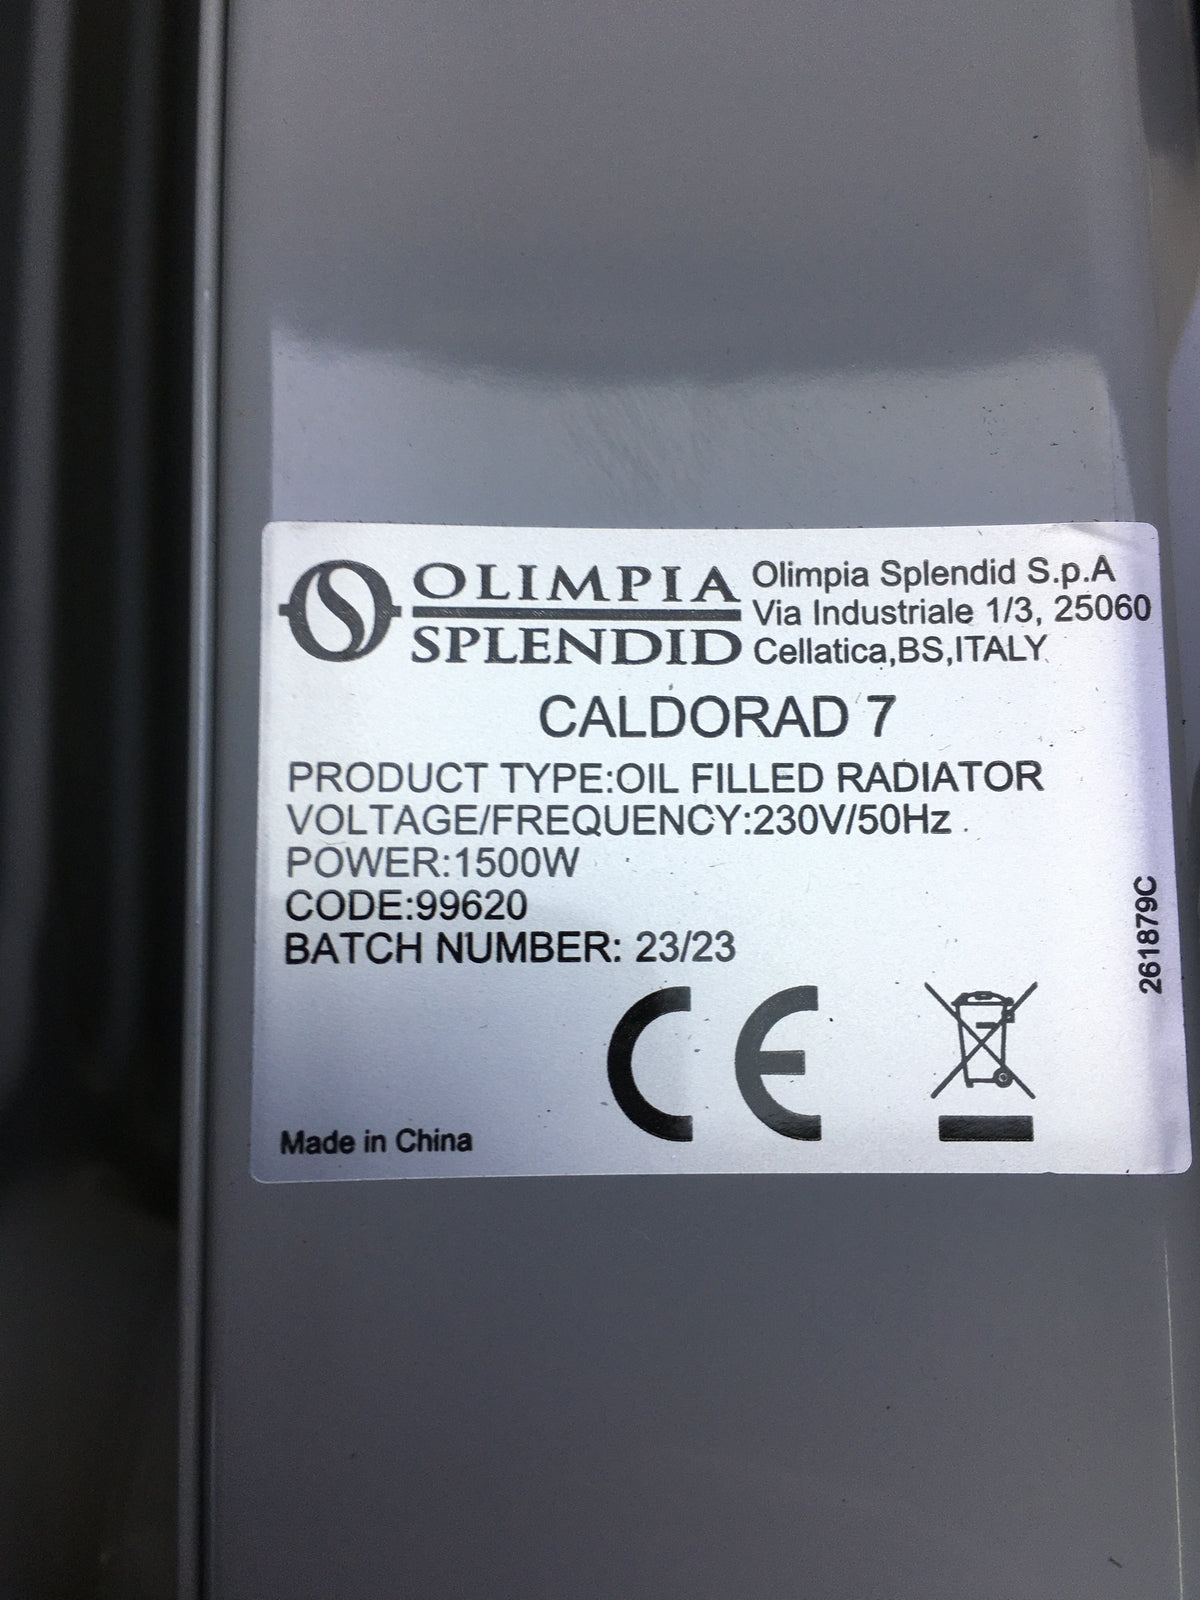 OLIMPIA
SPLENDID
Olimpia Splendid S.p.A
Via Industriale 1/3, 25060
Cellatica,BS,ITALY
CALDORAD 7
PRODUCT TYPE:OIL FILLED RADIATOR
VOLTAGE/FREQUENCY:230V/50Hz
POWER:1500W
CODE:99620
BATCH NUMBER: 23/23
261879C
CE
Made in China